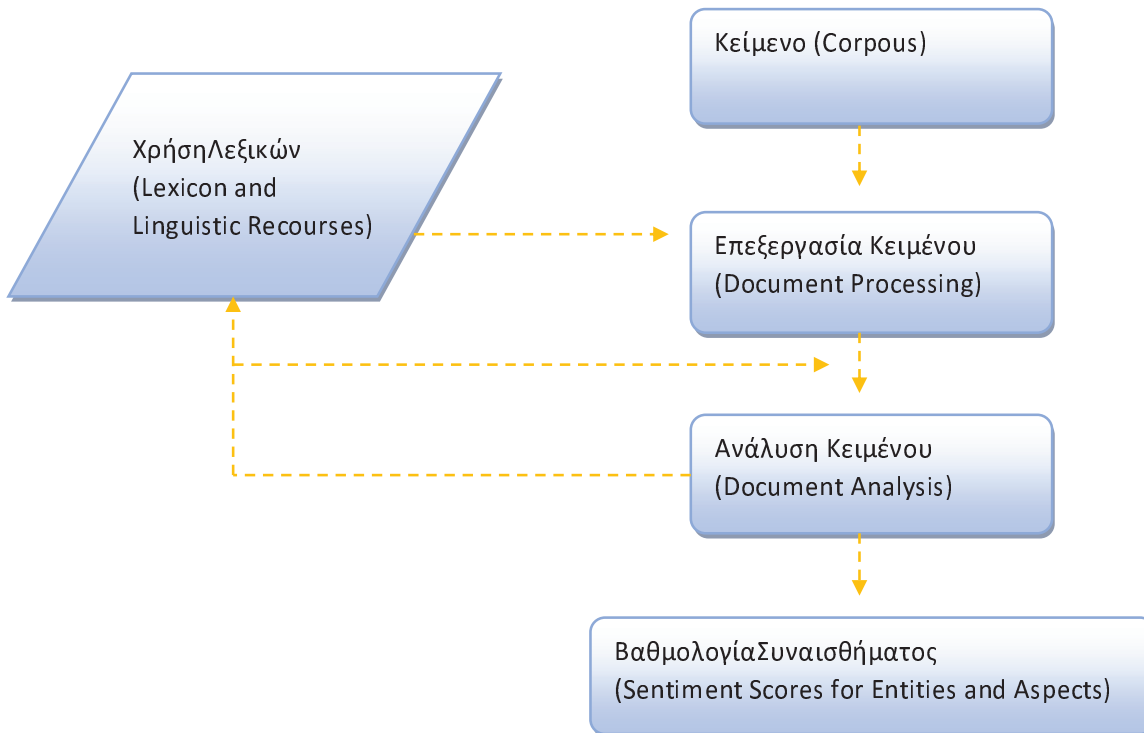 Κείμενο (Corpous)
ΧρήσηΛεξικών
(Lexicon and
Linguistic Recourses)
Επεξεργασία Κειμένου
(Document Processing)
Ανάλυση Κειμένου
(Document Analysis)
ΒαθμολογίαΣυναισθήματος
(Sentiment Scores for Entities and Aspects)